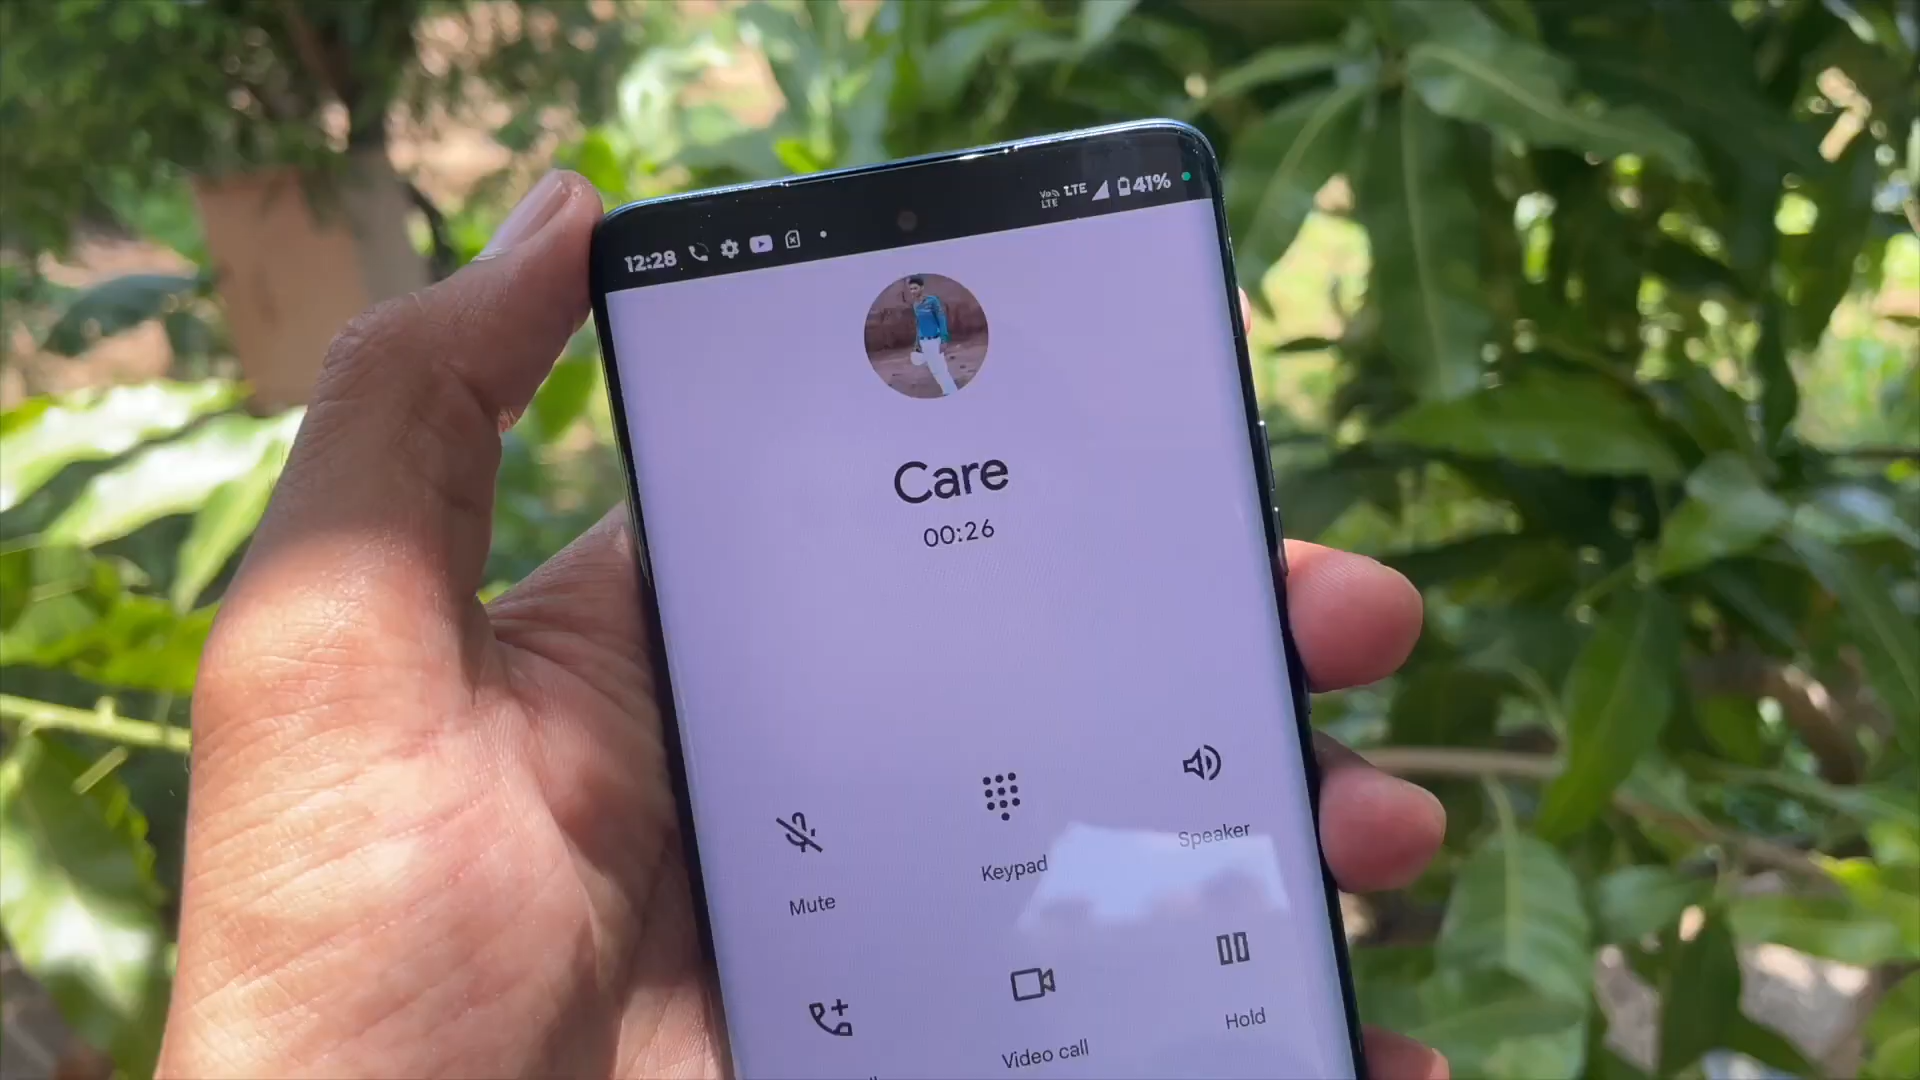 12:28
Vo)) LTE LTE 41%
Care
00:26
Mute
Keypad
Speaker
Video call
Hold